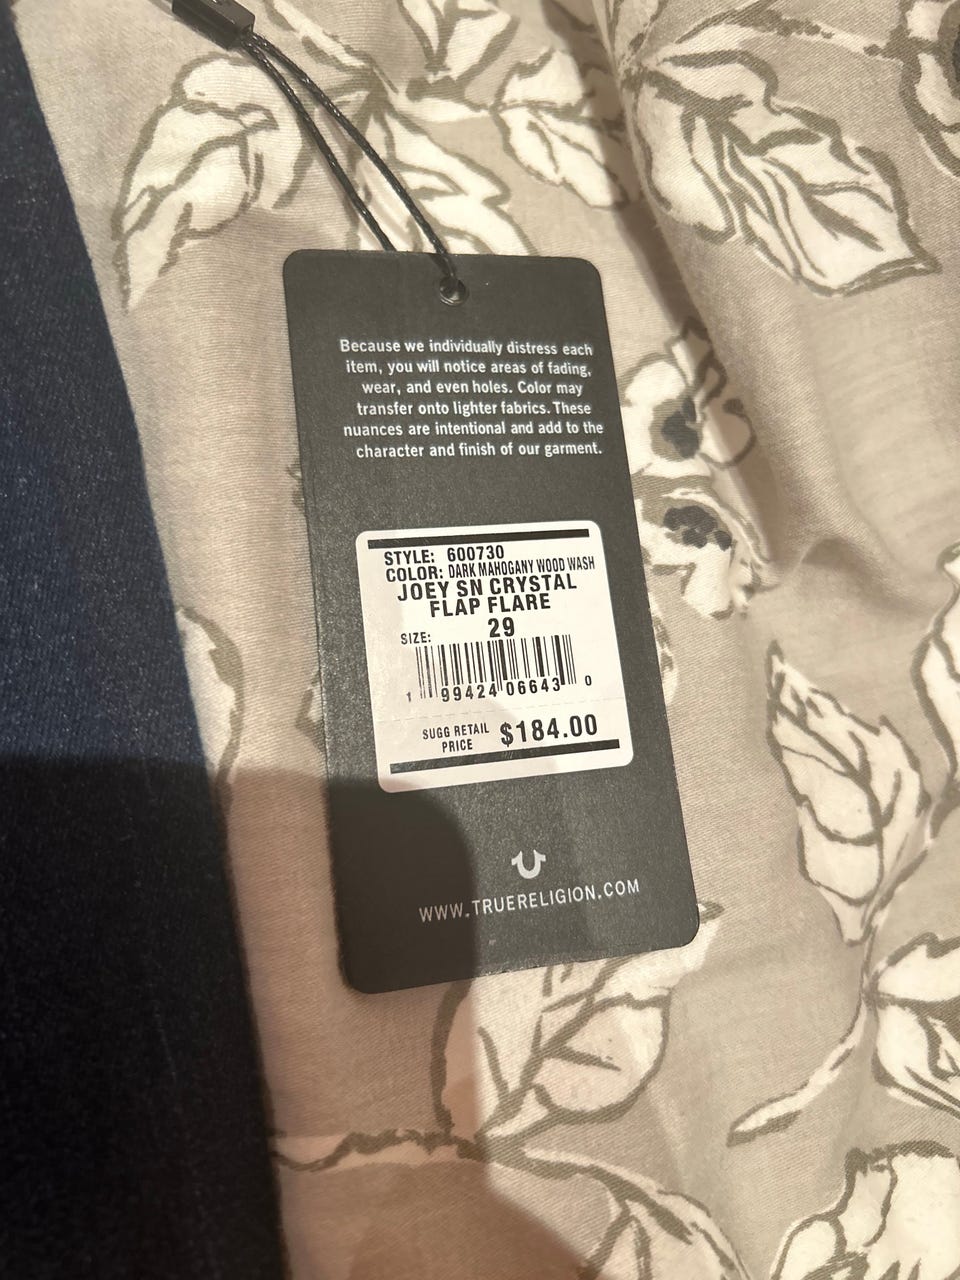 Because we individually distress each
item, you will notice areas of fading,
wear, and even holes. Color may
transfer onto lighter fabrics. These
nuances are intentional and add to the
character and finish of our garment.
STYLE: 600730
COLOR: DARK MAHOGANY WOOD WASH
JOEY SN CRYSTAL
FLAP FLARE
SIZE: 29
1 99424 06643 0
SUGG RETAIL
PRICE $184.00
WWW.TRUERELIGION.COM